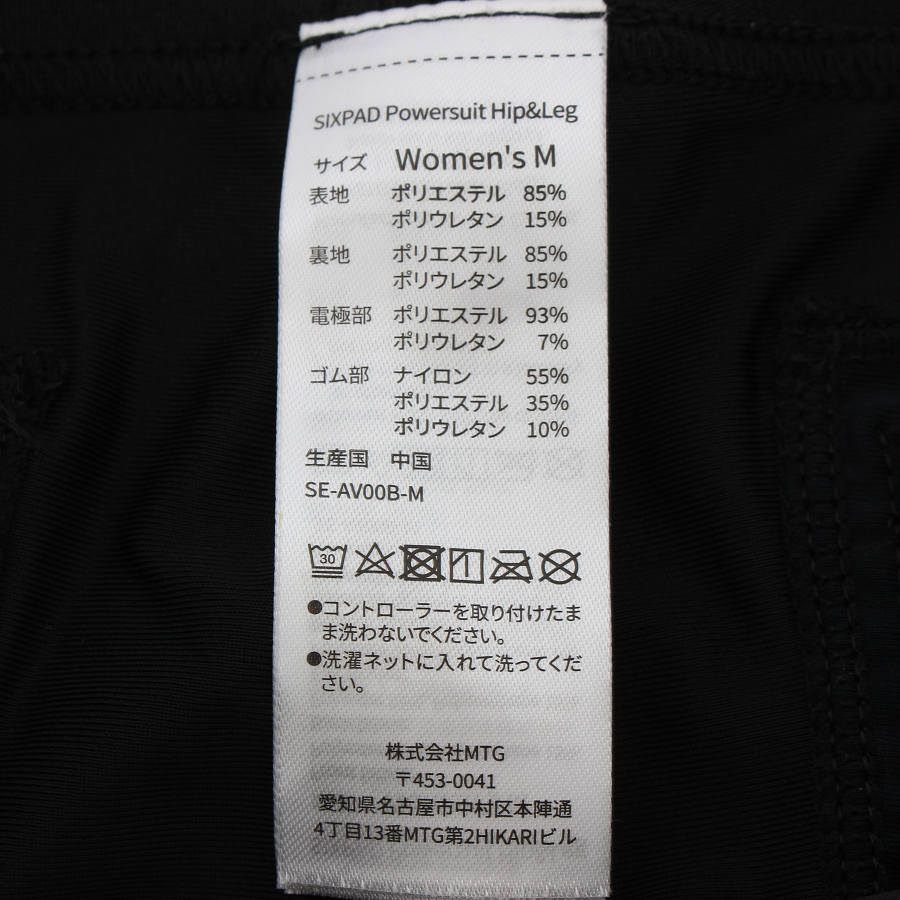 SIXPAD Powersuit Hip&Leg
サイズ Women's M
表地 ポリエステル 85%
ポリウレタン 15%
裏地 ポリエステル 85%
ポリウレタン 15%
電極部 ポリエステル 93%
ポリウレタン 7%
ゴム部 ナイロン 55%
ポリエステル 35%
ポリウレタン 10%
生産国 中国
SE-AV00B-M
30
●コントローラーを取り付けたま
ま洗わないでください。
●洗濯ネットに入れて洗ってくだ
さい。
株式会社MTG
〒453-0041
愛知県名古屋市中村区本陣通
4丁目13番MTG第2HIKARIビル